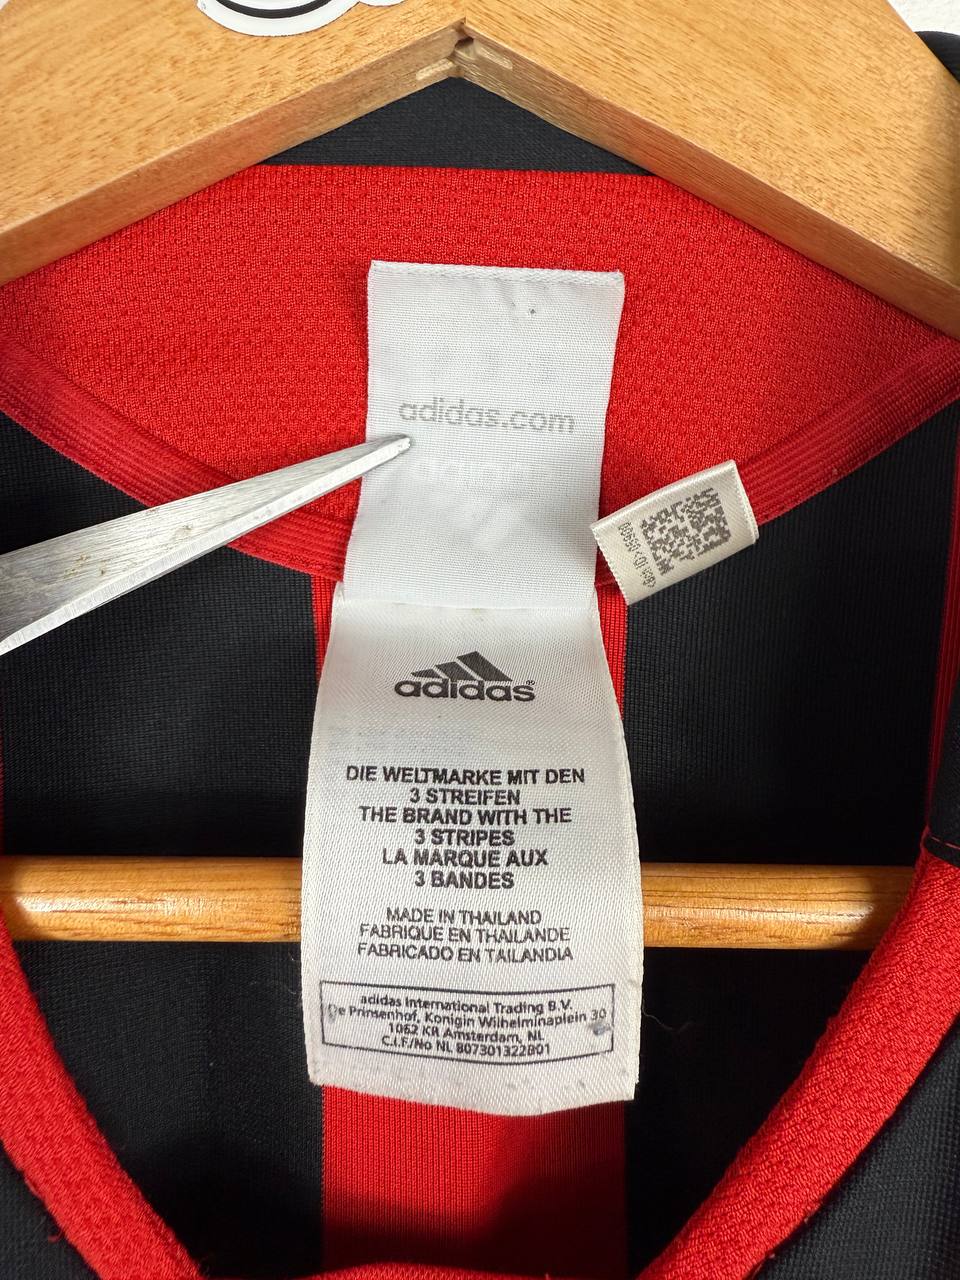 adidas.com
adidas®
DIE WELTMARKE MIT DEN
3 STREIFEN
THE BRAND WITH THE
3 STRIPES
LA MARQUE AUX
3 BANDES
MADE IN THAILAND
FABRIQUE EN THAILANDE
FABRICADO EN TAILANDIA
adidas International Trading B.V.
De Prinsenhof, Konigin Wilhelminaplein 30
1062 KR Amsterdam, NL
C.I.F/No NL 807301322B01